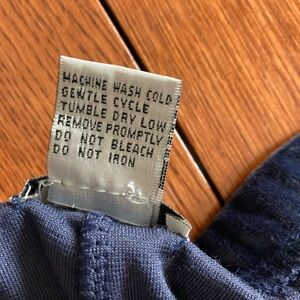 MACHINE WASH COLD
GENTLE CYCLE
TUMBLE DRY LOW
REMOVE PROMPTLY
DO NOT BLEACH
DO NOT IRON